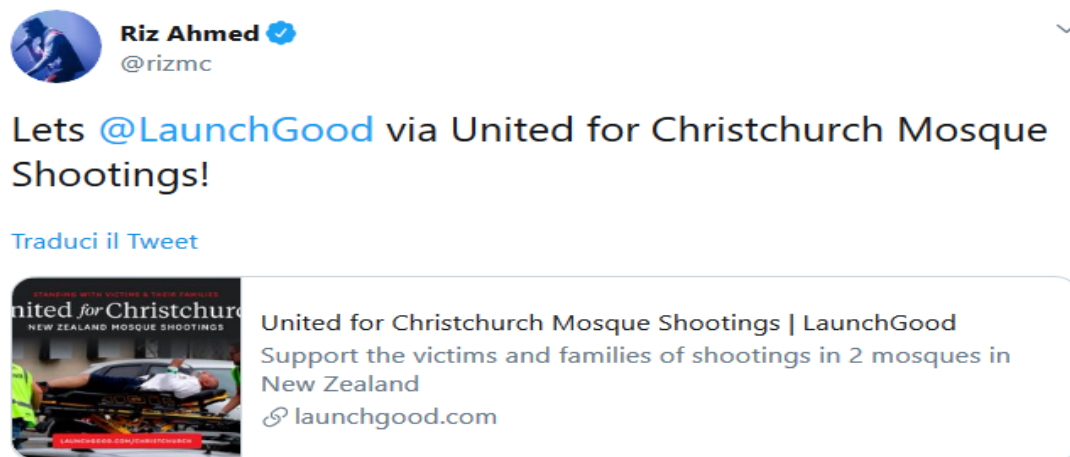 Riz Ahmed
@rizmc
Lets @LaunchGood via United for Christchurch Mosque
Shootings!
Traduci il Tweet
STANDING WITH VICTIMS & THEIR FAMILIES
nited for Christchurc
NEW ZEALAND MOSQUE SHOOTINGS
LAUNCHGOOD.COM/CHRISTCHURCH
United for Christchurch Mosque Shootings | LaunchGood
Support the victims and families of shootings in 2 mosques in
New Zealand
launchgood.com